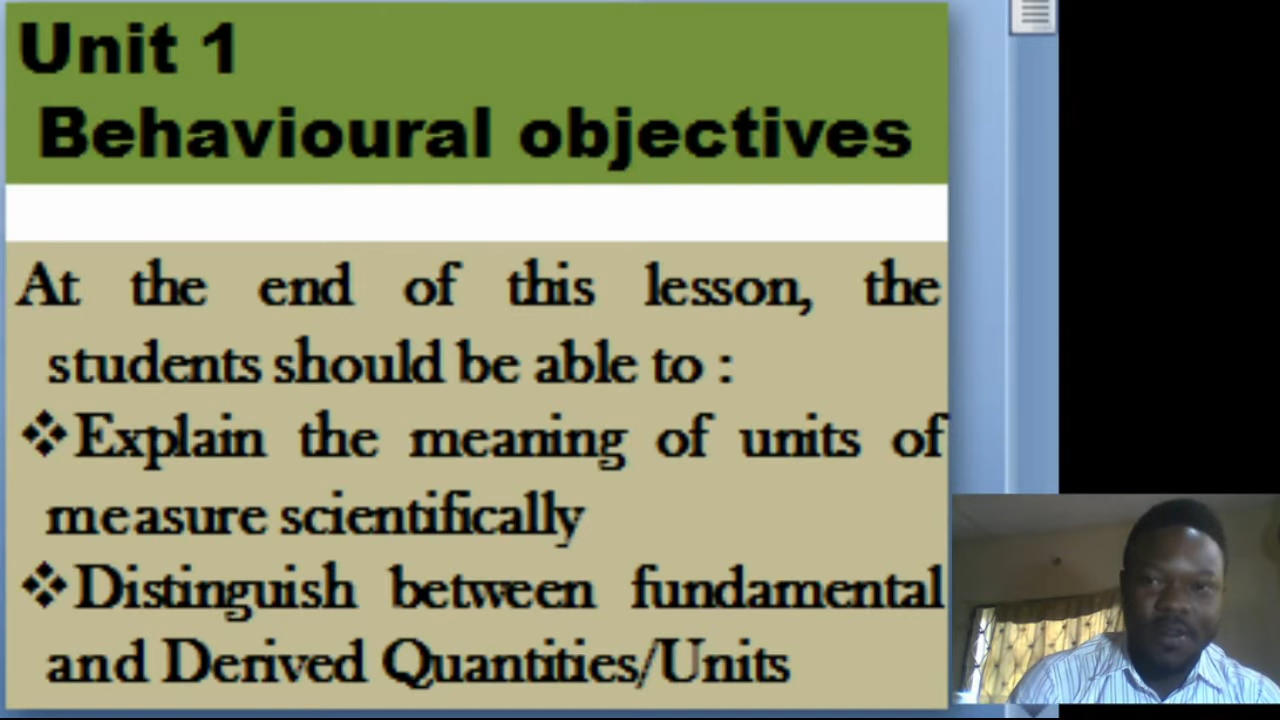 Unit 1
Behavioural objectives
At the end of this lesson, the
students should be able to :
❖Explain the meaning of units of
measure scientifically
❖Distinguish between fundamental
and Derived Quantities/Units